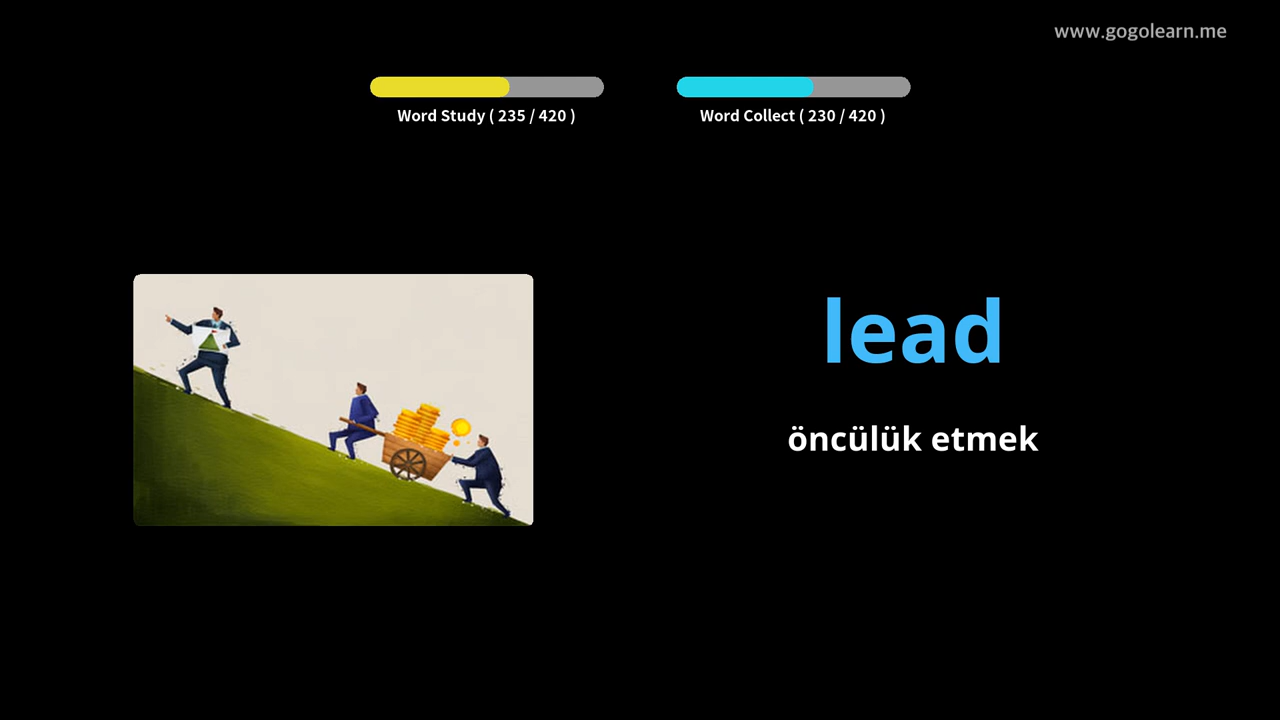 www.gogolearn.me
Word Study ( 235 / 420 )
Word Collect ( 230 / 420 )
lead
öncülük etmek